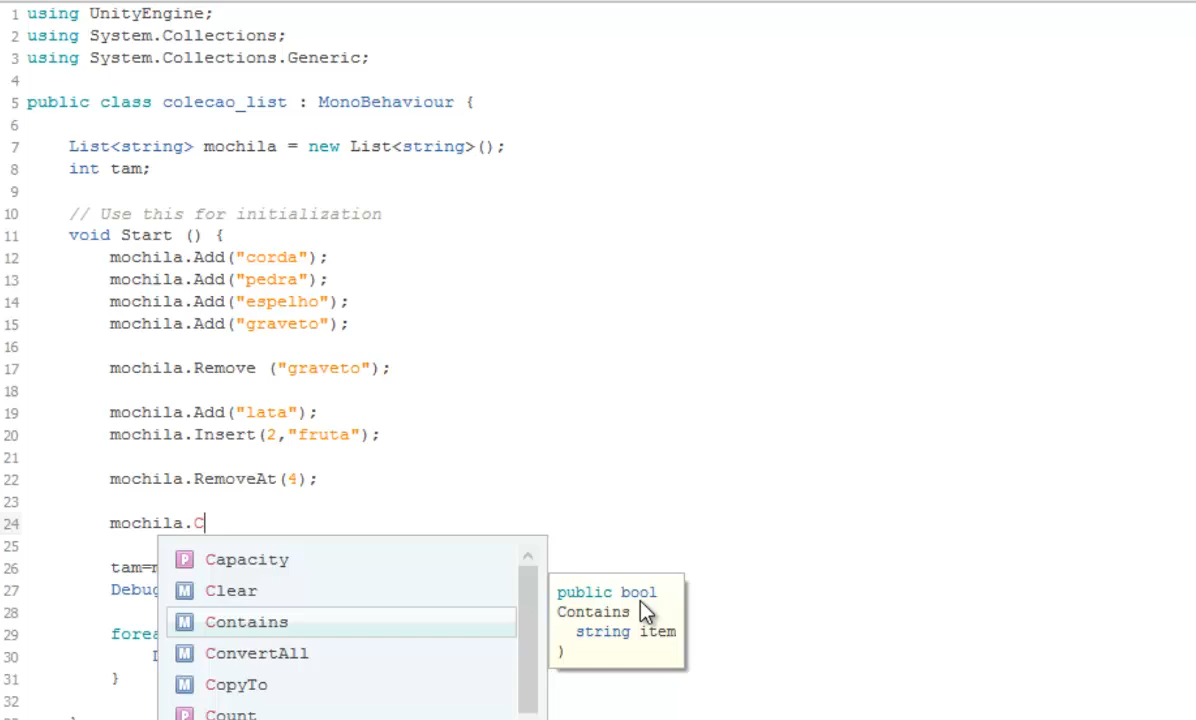 1 using UnityEngine;
2 using System.Collections;
3 using System.Collections.Generic;
4
5 public class colecao_list : MonoBehaviour {
6
7 List<string> mochila = new List<string>();
8 int tam;
9
10 // Use this for initialization
11 void Start () {
12 mochila.Add("corda");
13 mochila.Add("pedra");
14 mochila.Add("espelho");
15 mochila.Add("graveto");
16
17 mochila.Remove ("graveto");
18
19 mochila.Add("lata");
20 mochila.Insert(2,"fruta");
21
22 mochila.RemoveAt(4);
23
24 mochila.C
25
26 tam=
27 Debug
28
29 forea
30
31 }
32
P Capacity
M Clear
M Contains
M ConvertAll
M CopyTo
P Count
public bool
Contains
string item
)